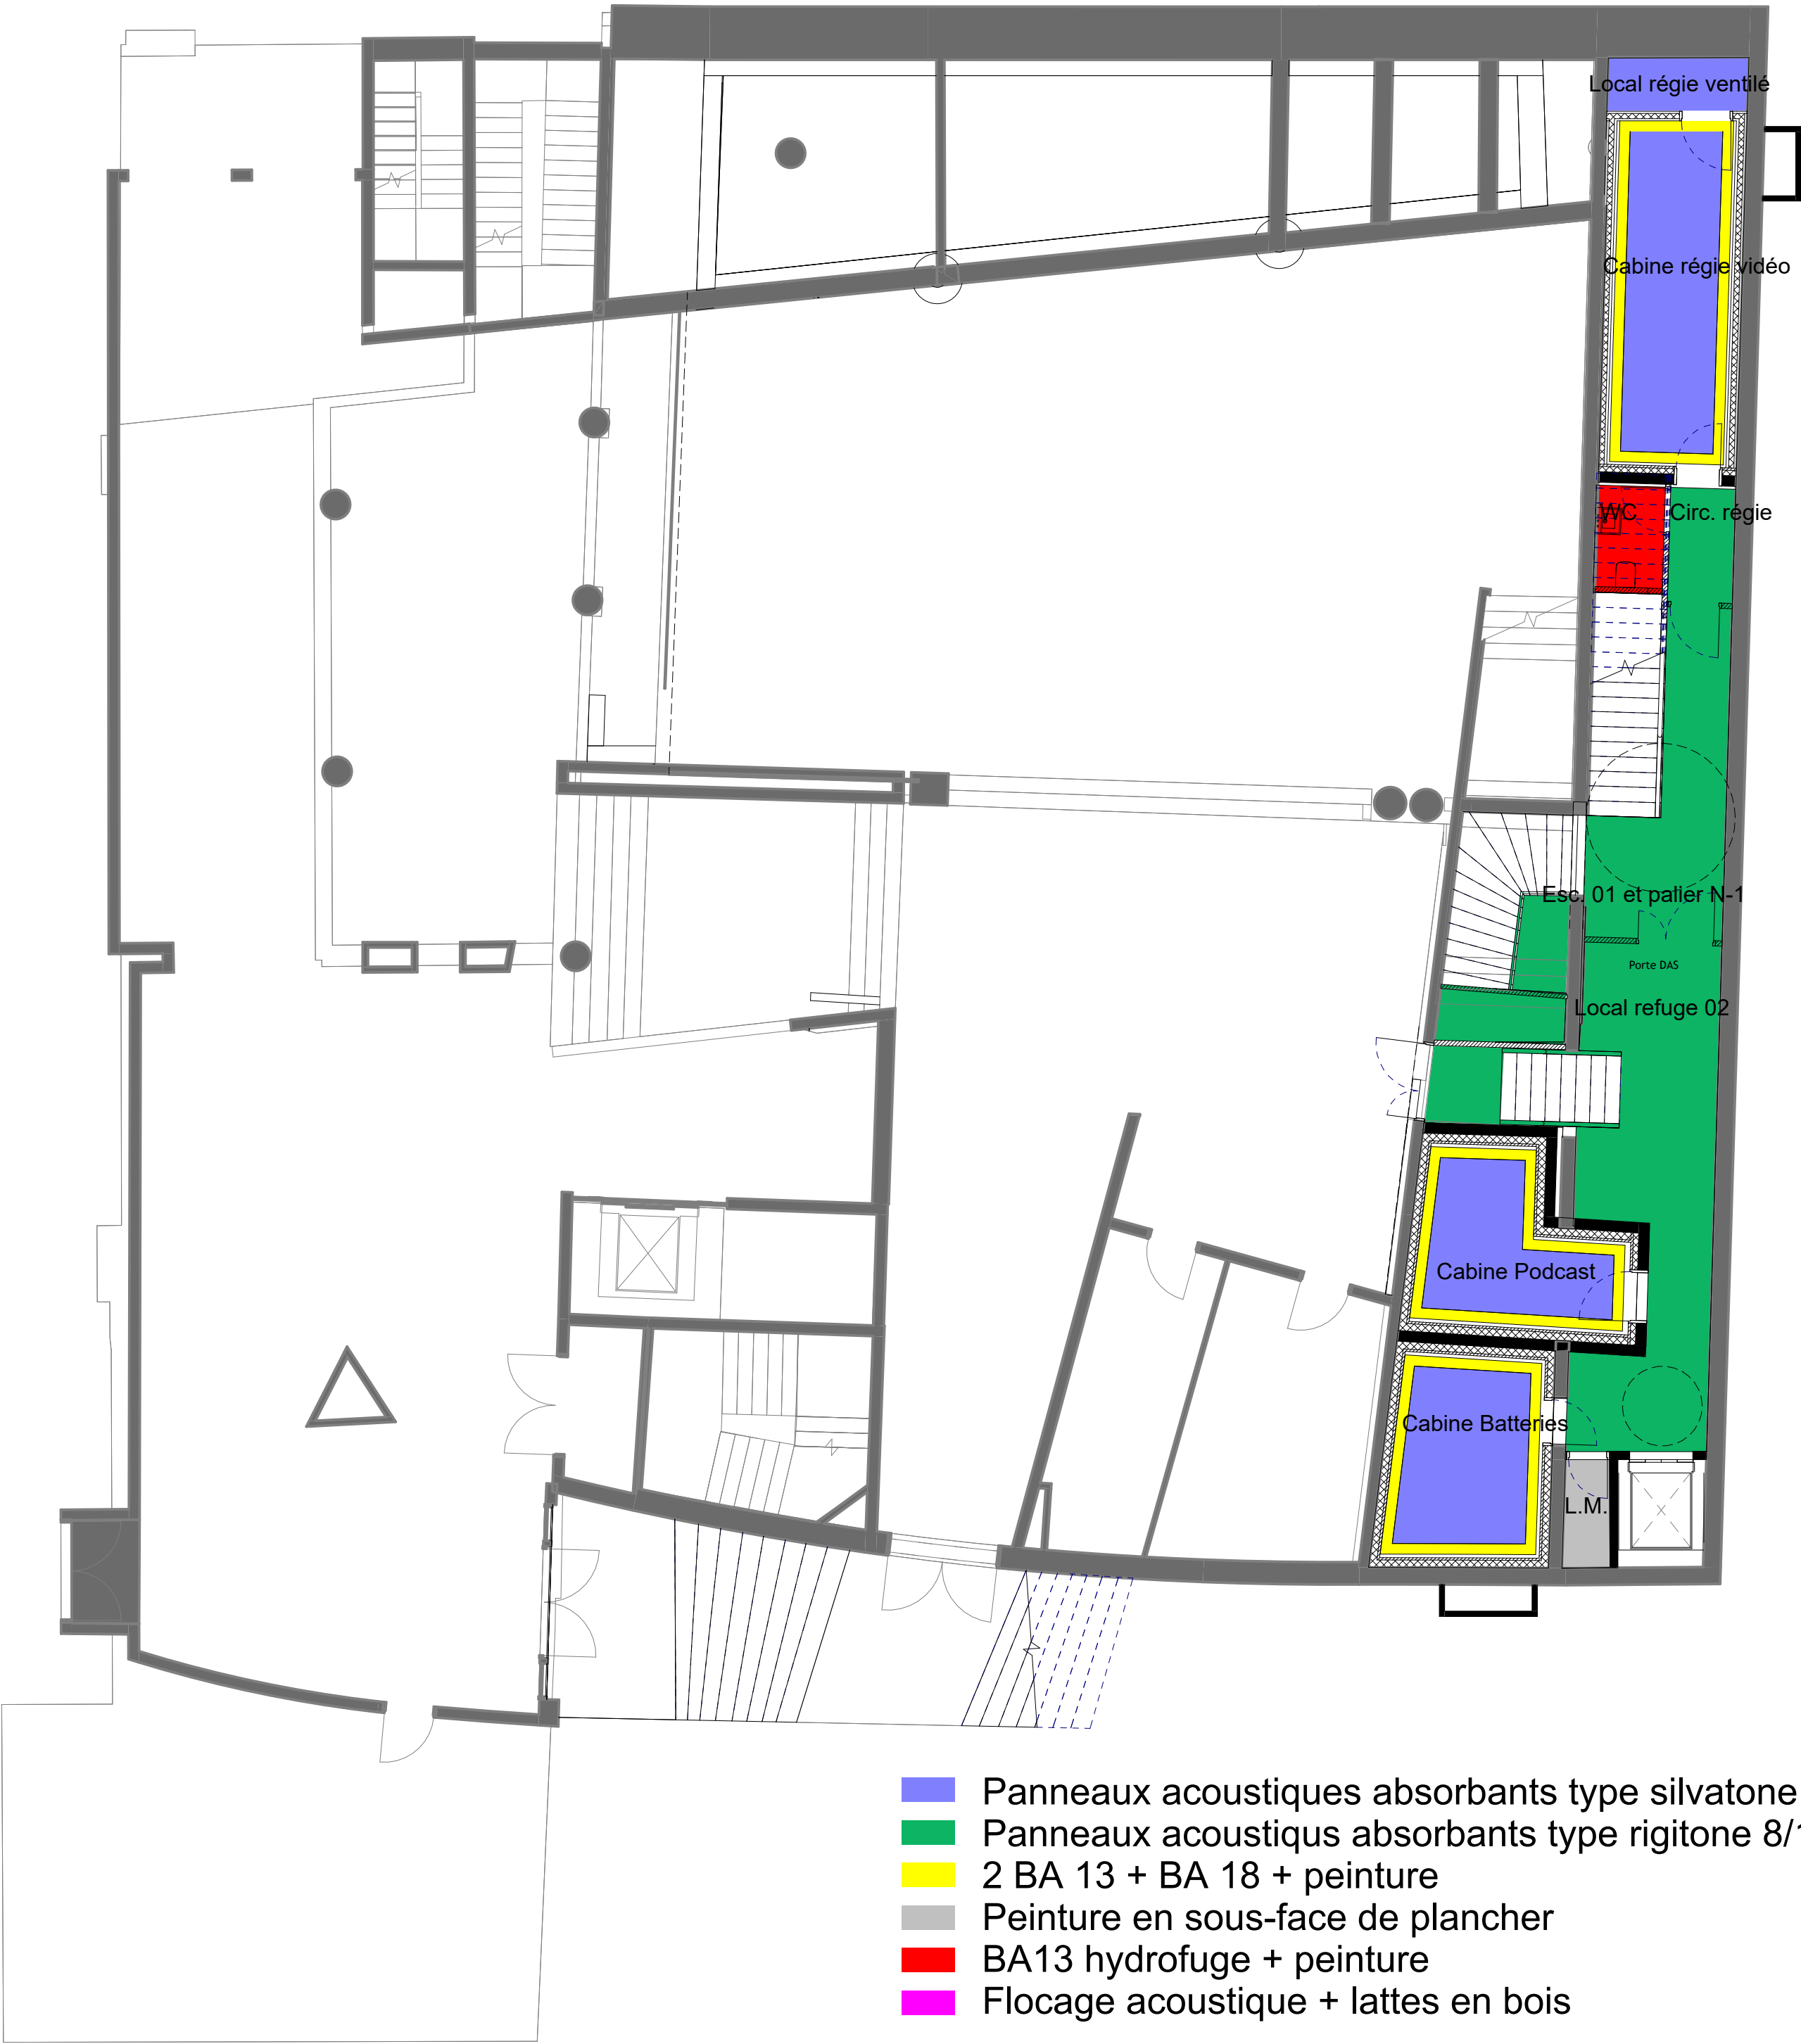 Local régie ventilé
Cabine régie vidéo
WC
Circ. régie
Esc. 01 et palier N-1
Porte DAS
Local refuge 02
Cabine Podcast
Cabine Batteries
L.M.
Panneaux acoustiques absorbants type silvatone
Panneaux acoustiqus absorbants type rigitone 8/
2 BA 13 + BA 18 + peinture
Peinture en sous-face de plancher
BA13 hydrofuge + peinture
Flocage acoustique + lattes en bois